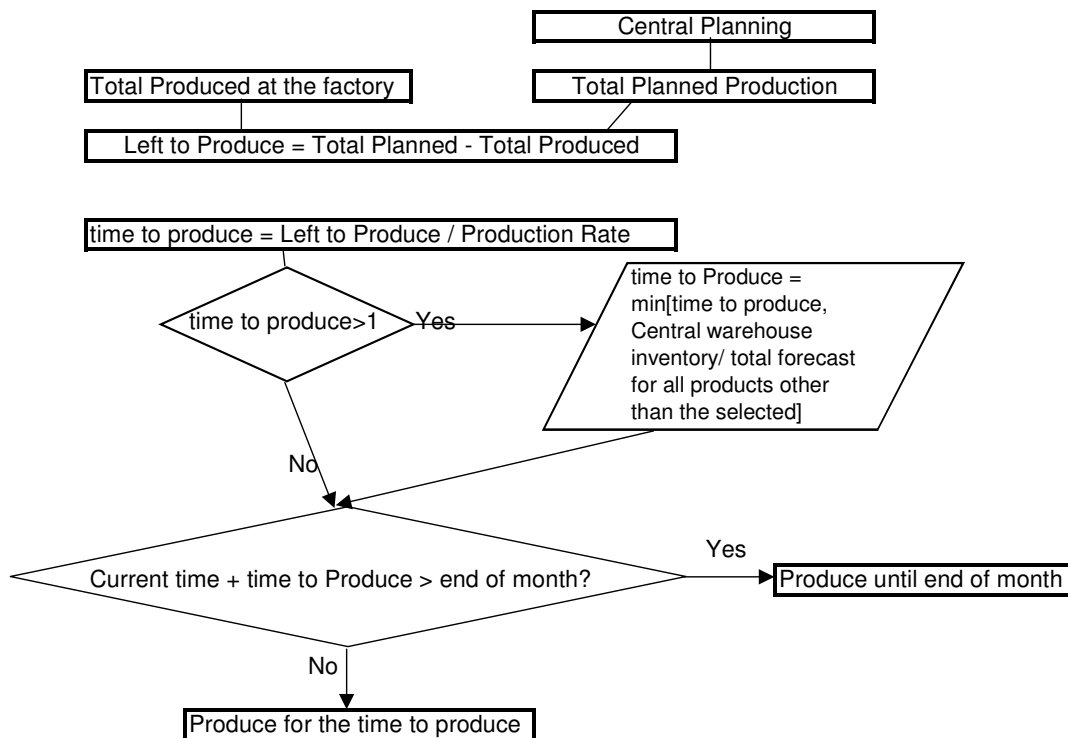 Central Planning
Total Produced at the factory
Total Planned Production
Left to Produce = Total Planned - Total Produced
time to produce = Left to Produce / Production Rate
time to produce>1
Yes
time to Produce =
min[time to produce,
Central warehouse
inventory/ total forecast
for all products other
than the selected]
No
Current time + time to Produce > end of month?
Yes
Produce until end of month
No
Produce for the time to produce